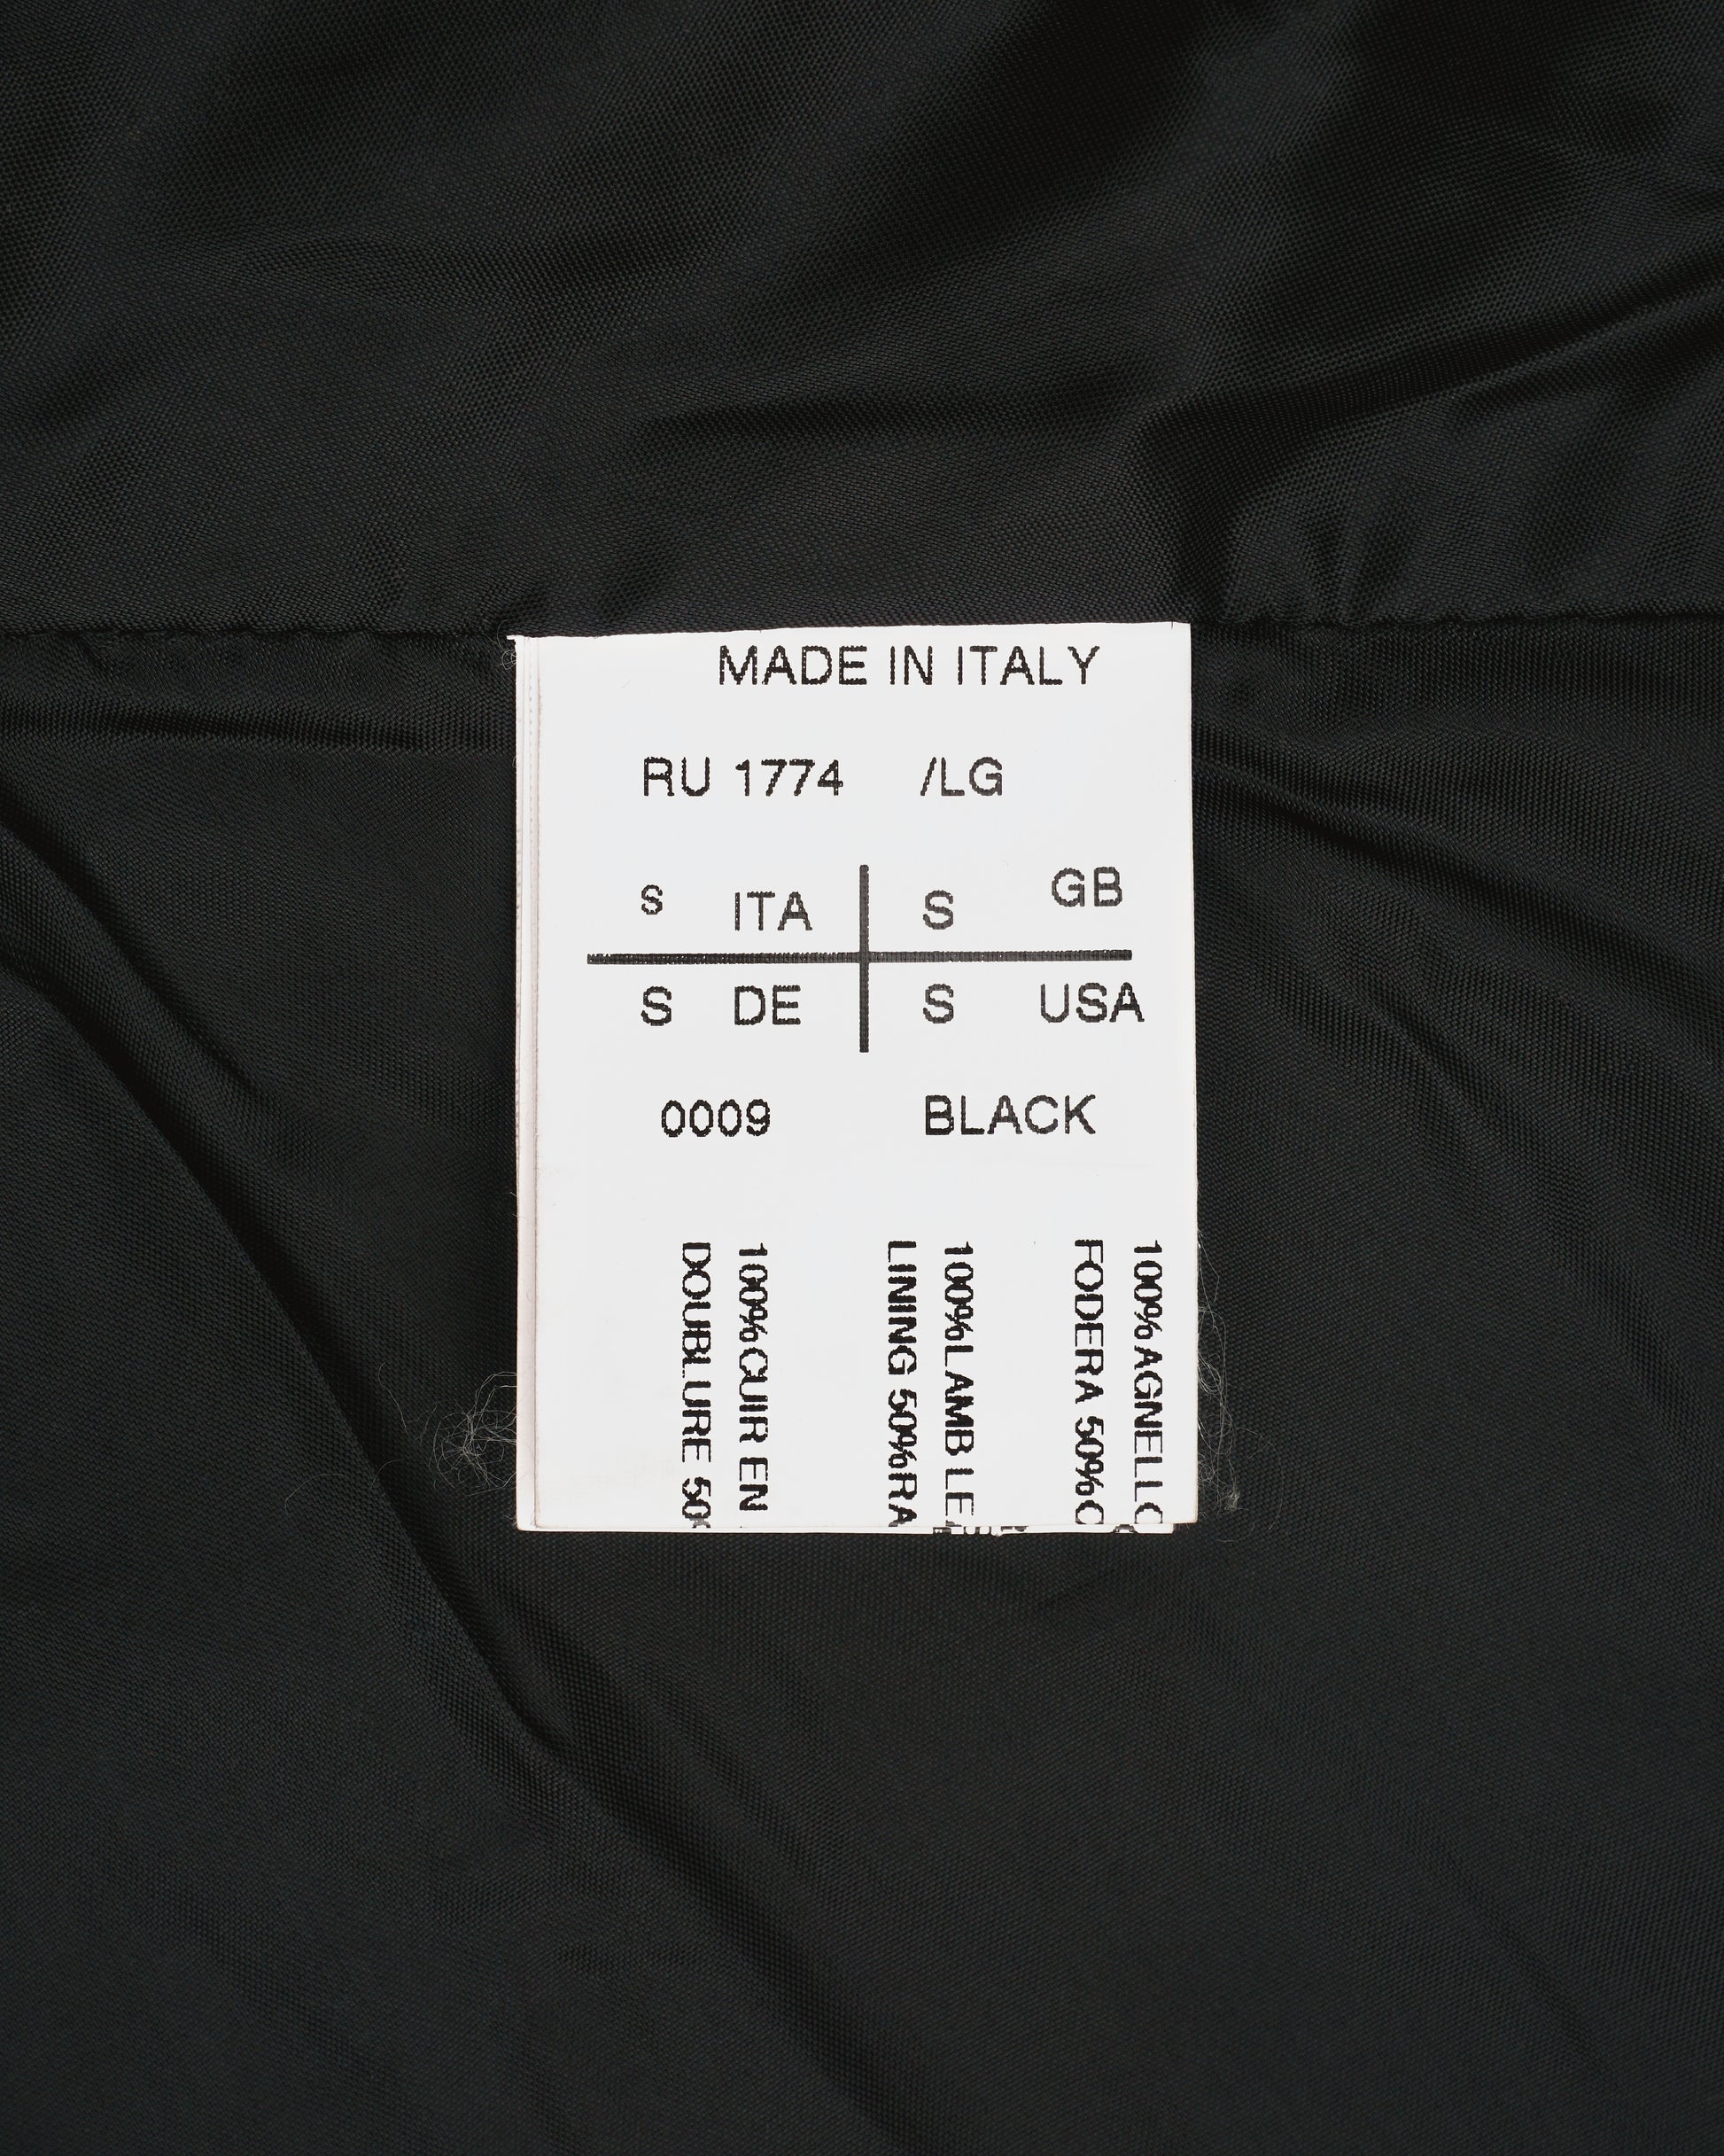 MADE IN ITALY
RU 1774 /LG
S ITA S GB
S DE S USA
0009 BLACK
100% AGNELLO
FODERA 50%C
100% LAMB LE
LINING 50%RA
100% CUIR EN
DOUBLURE 50